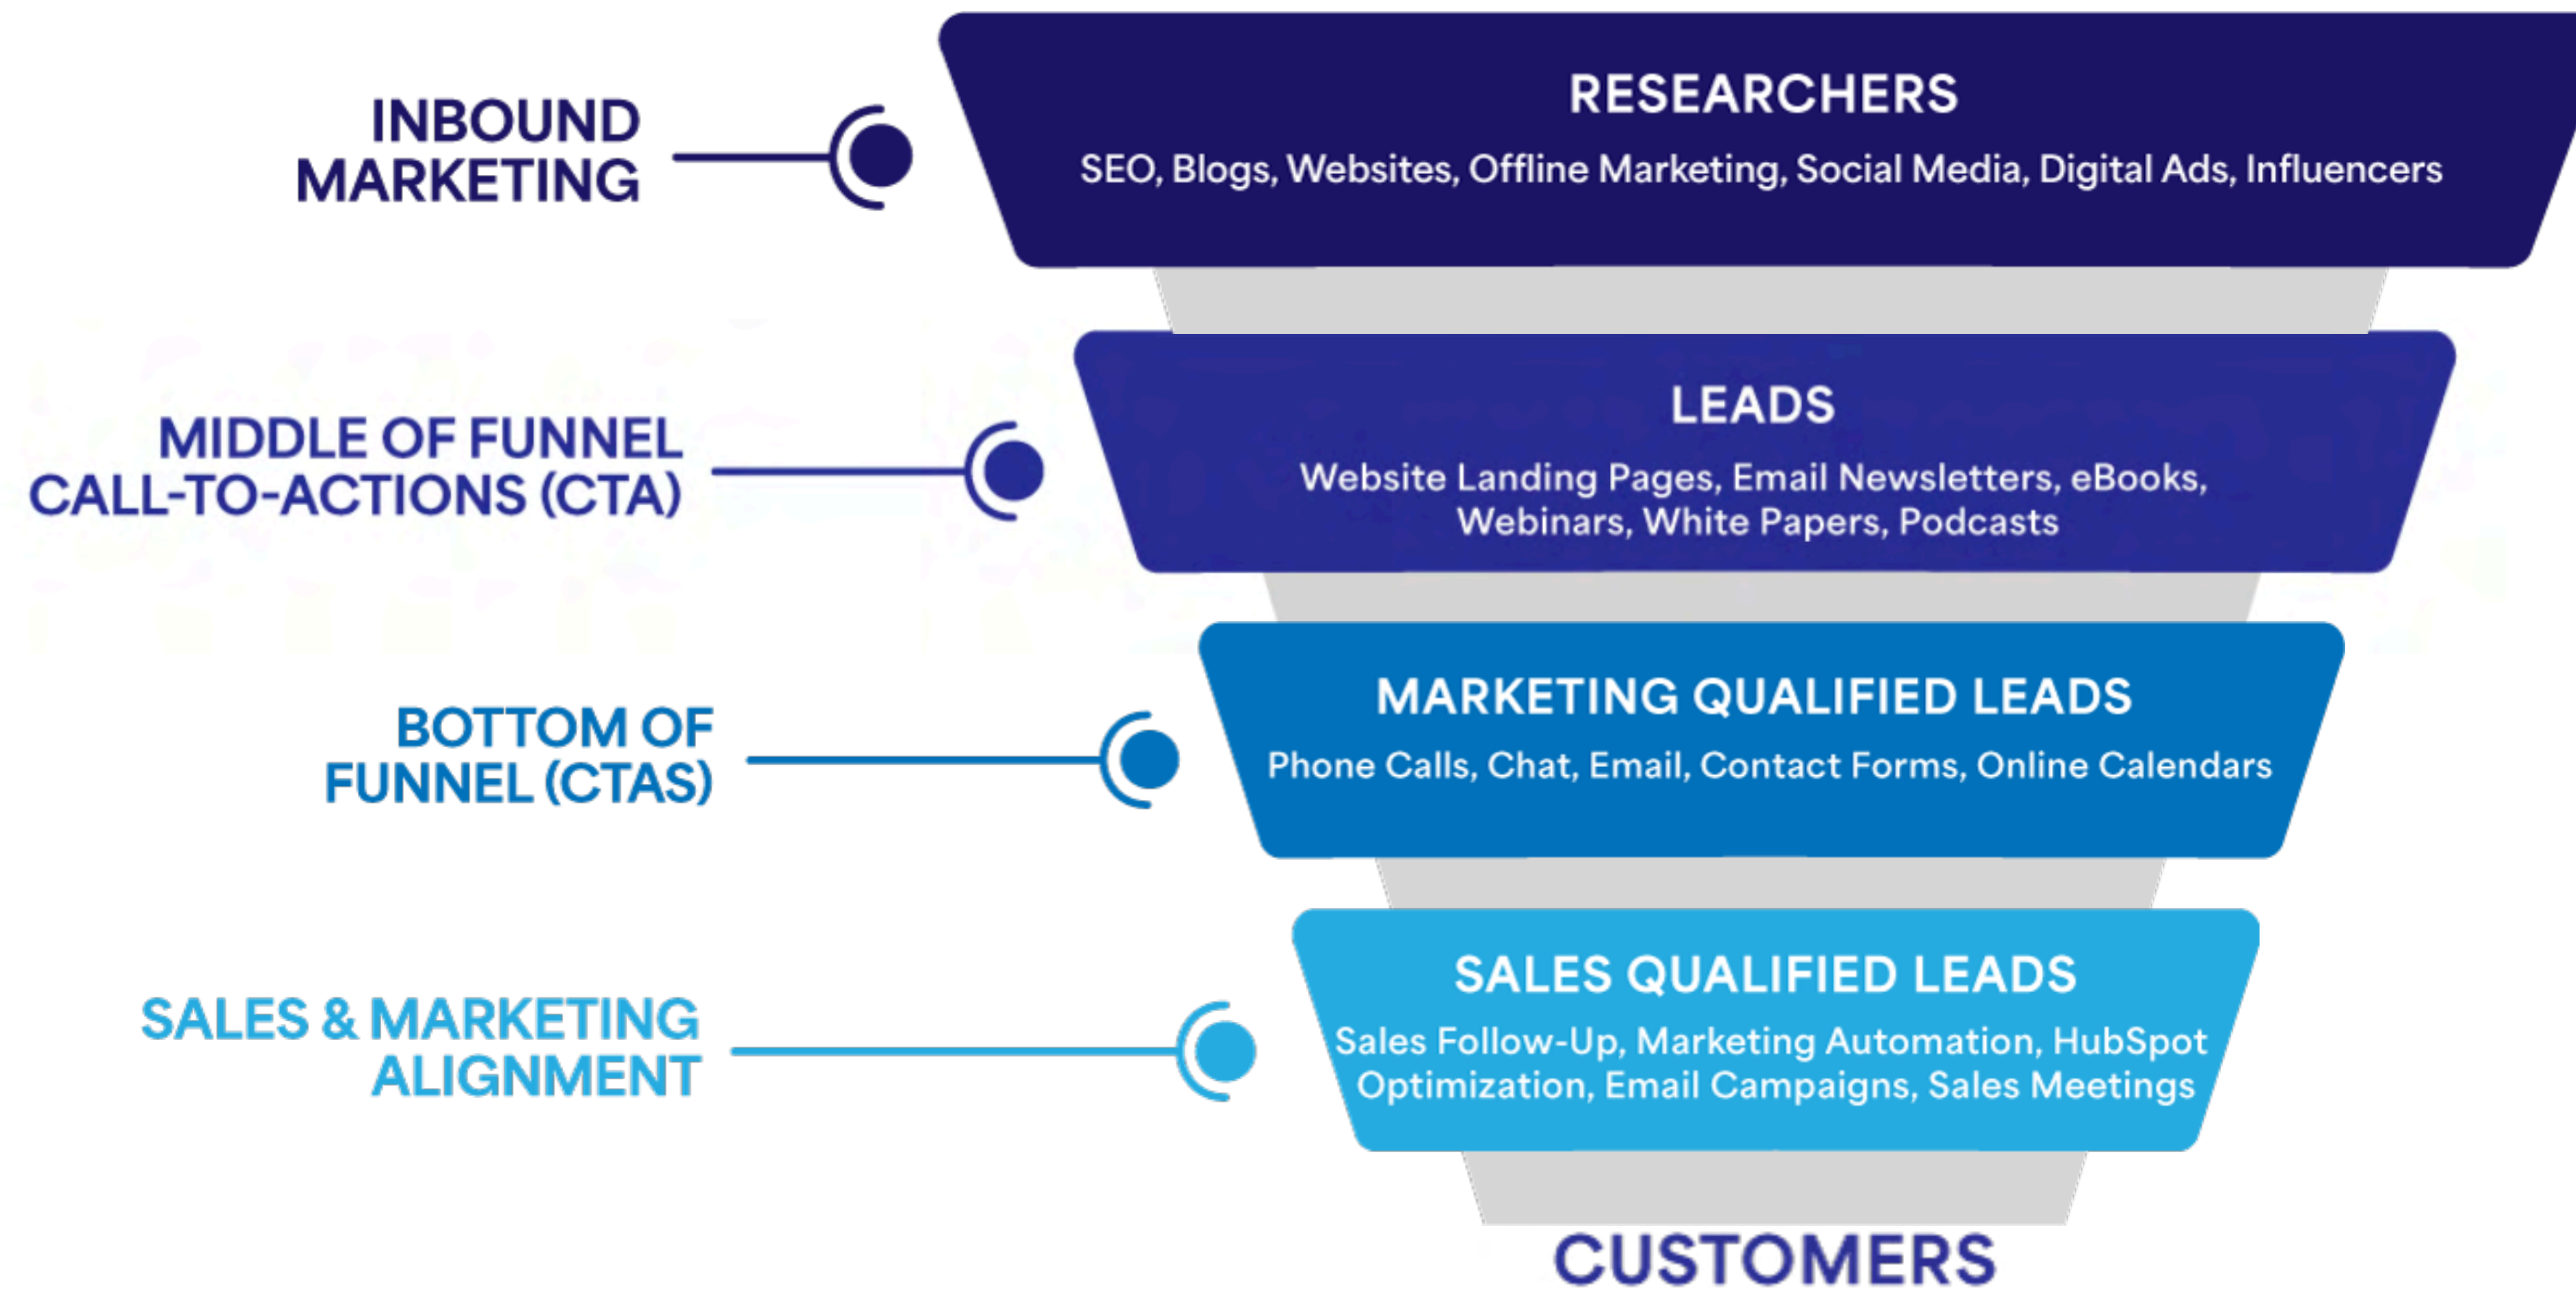 INBOUND
MARKETING
RESEARCHERS
SEO, Blogs, Websites, Offline Marketing, Social Media, Digital Ads, Influencers
MIDDLE OF FUNNEL
CALL-TO-ACTIONS (CTA)
LEADS
Website Landing Pages, Email Newsletters, eBooks,
Webinars, White Papers, Podcasts
BOTTOM OF
FUNNEL (CTAS)
MARKETING QUALIFIED LEADS
Phone Calls, Chat, Email, Contact Forms, Online Calendars
SALES & MARKETING
ALIGNMENT
SALES QUALIFIED LEADS
Sales Follow-Up, Marketing Automation, HubSpot
Optimization, Email Campaigns, Sales Meetings
CUSTOMERS